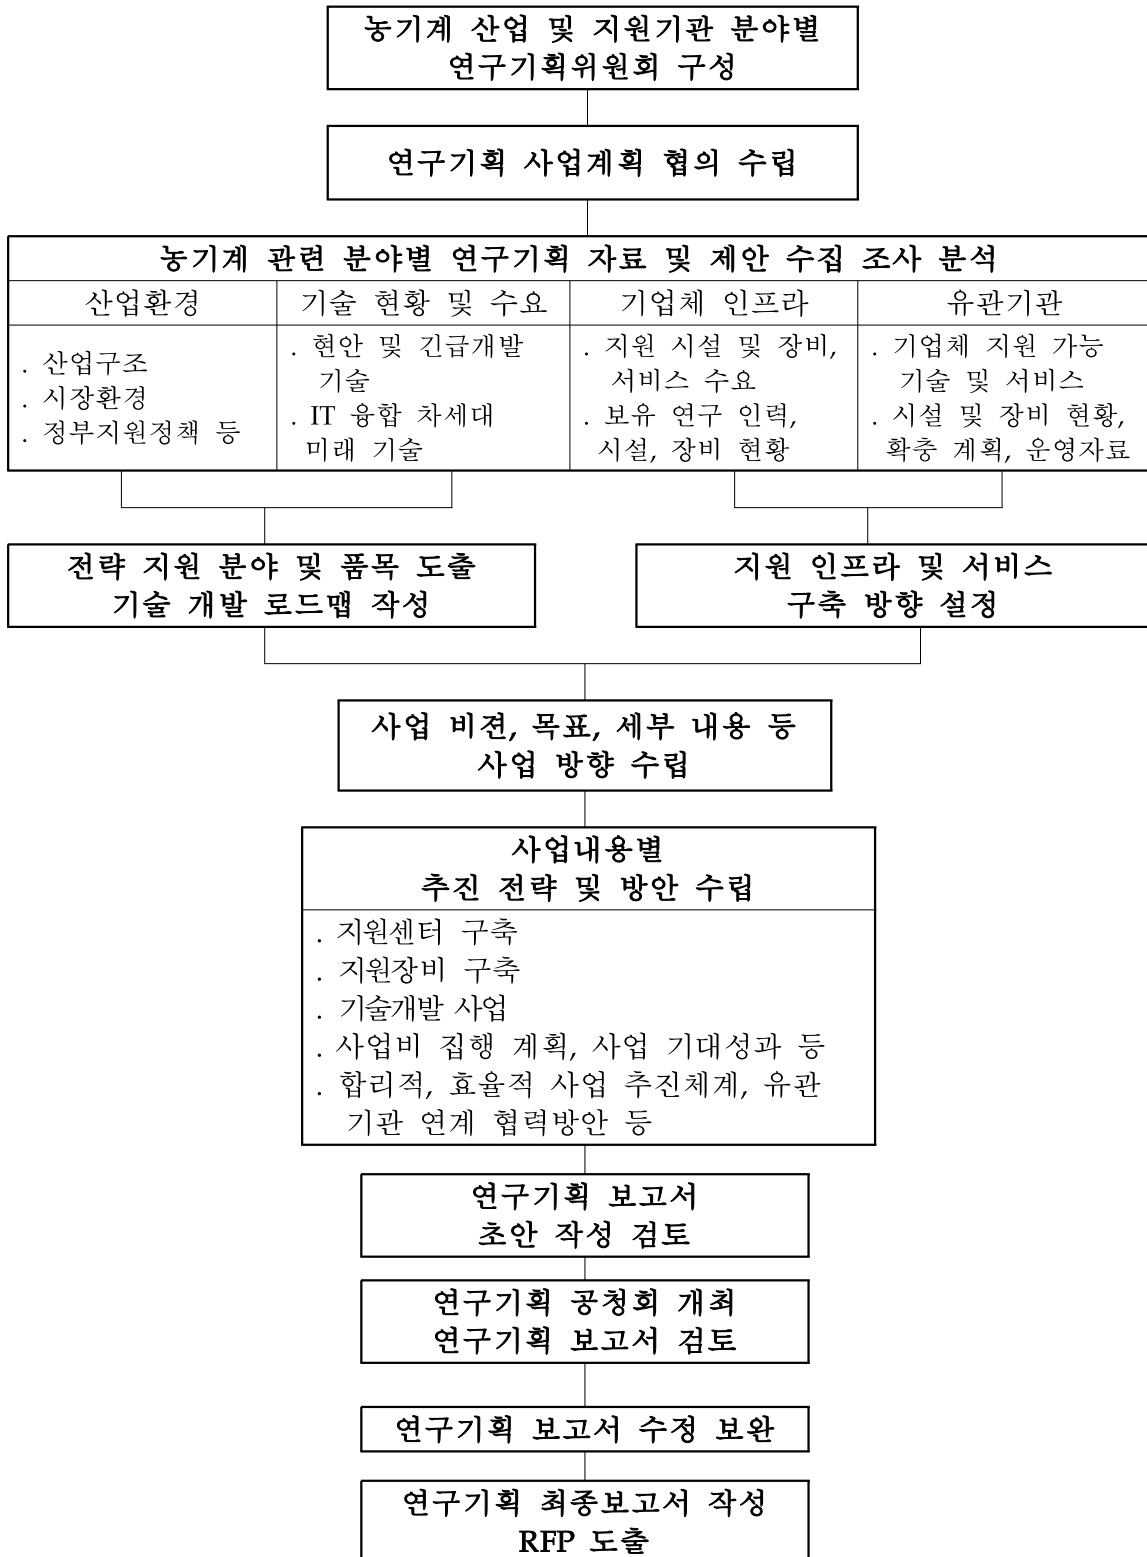 농기계 산업 및 지원기관 분야별
연구기획위원회 구성
연구기획 사업계획 협의 수립
농기계 관련 분야별 연구기획 자료 및 제안 수집 조사 분석
산업환경
. 산업구조
. 시장환경
. 정부지원정책 등
기술 현황 및 수요
. 현안 및 긴급개발
기술
. IT 융합 차세대
미래 기술
기업체 인프라
. 지원 시설 및 장비,
서비스 수요
. 보유 연구 인력,
시설, 장비 현황
유관기관
. 기업체 지원 가능
기술 및 서비스
. 시설 및 장비 현황,
확충 계획, 운영자료
전략 지원 분야 및 품목 도출
기술 개발 로드맵 작성
지원 인프라 및 서비스
구축 방향 설정
사업 비젼, 목표, 세부 내용 등
사업 방향 수립
사업내용별
추진 전략 및 방안 수립
. 지원센터 구축
. 지원장비 구축
. 기술개발 사업
. 사업비 집행 계획, 사업 기대성과 등
. 합리적, 효율적 사업 추진체계, 유관
기관 연계 협력방안 등
연구기획 보고서
초안 작성 검토
연구기획 공청회 개최
연구기획 보고서 검토
연구기획 보고서 수정 보완
연구기획 최종보고서 작성
RFP 도출